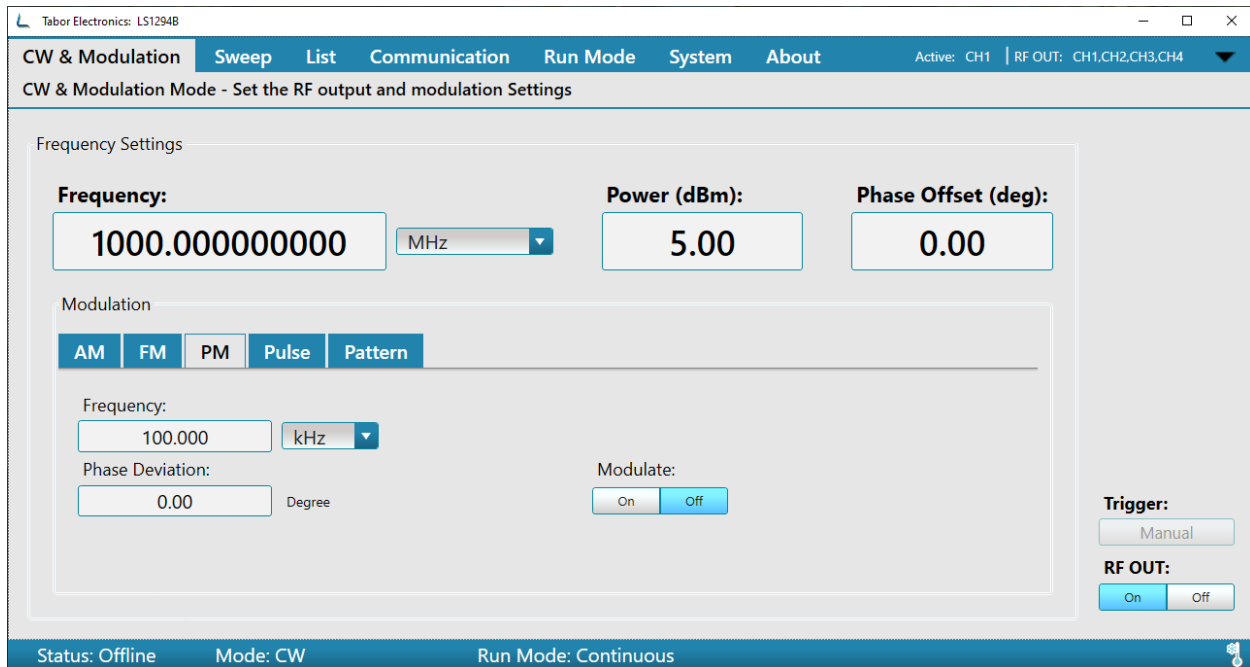 Tabor Electronics: LS1294B
CW & Modulation Sweep List Communication Run Mode System About Active: CH1 RF OUT: CH1,CH2,CH3,CH4
CW & Modulation Mode - Set the RF output and modulation Settings
Frequency Settings
Frequency: Power (dBm): Phase Offset (deg):
1000.000000000 MHz 5.00 0.00
Modulation
AM FM PM Pulse Pattern
Frequency:
100.000 kHz
Phase Deviation: Modulate:
0.00 Degree On Off
Trigger:
Manual
RF OUT:
On Off
Status: Offline Mode: CW Run Mode: Continuous